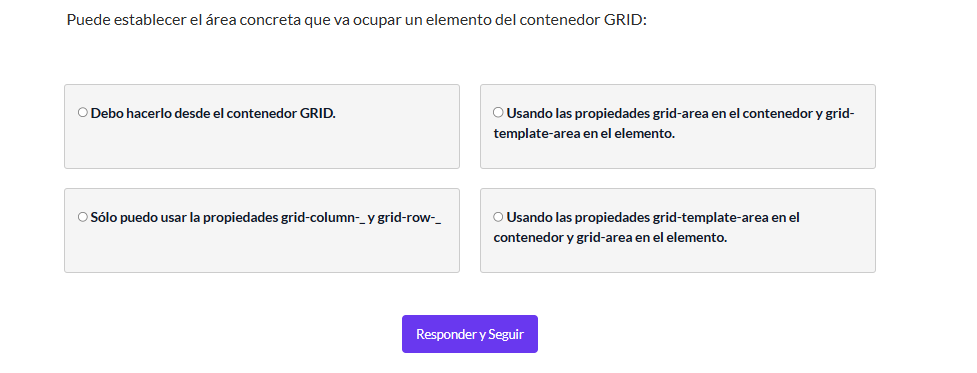 Puede establecer el área concreta que va ocupar un elemento del contenedor GRID:
Debo hacerlo desde el contenedor GRID.
Usando las propiedades grid-area en el contenedor y grid-
template-area en el elemento.
Sólo puedo usar la propiedades grid-column-_ y grid-row-_
Usando las propiedades grid-template-area en el
contenedor y grid-area en el elemento.
Responder y Seguir